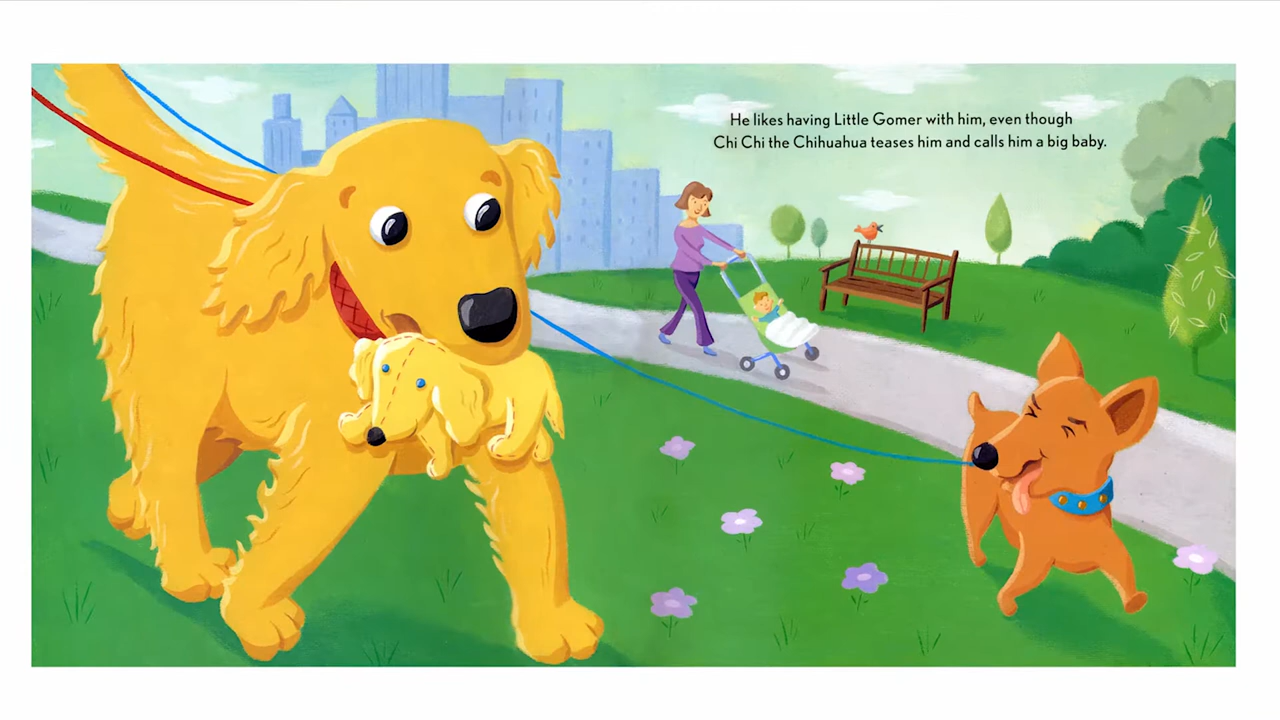 He likes having Little Gomer with him, even though
Chi Chi the Chihuahua teases him and calls him a big baby.